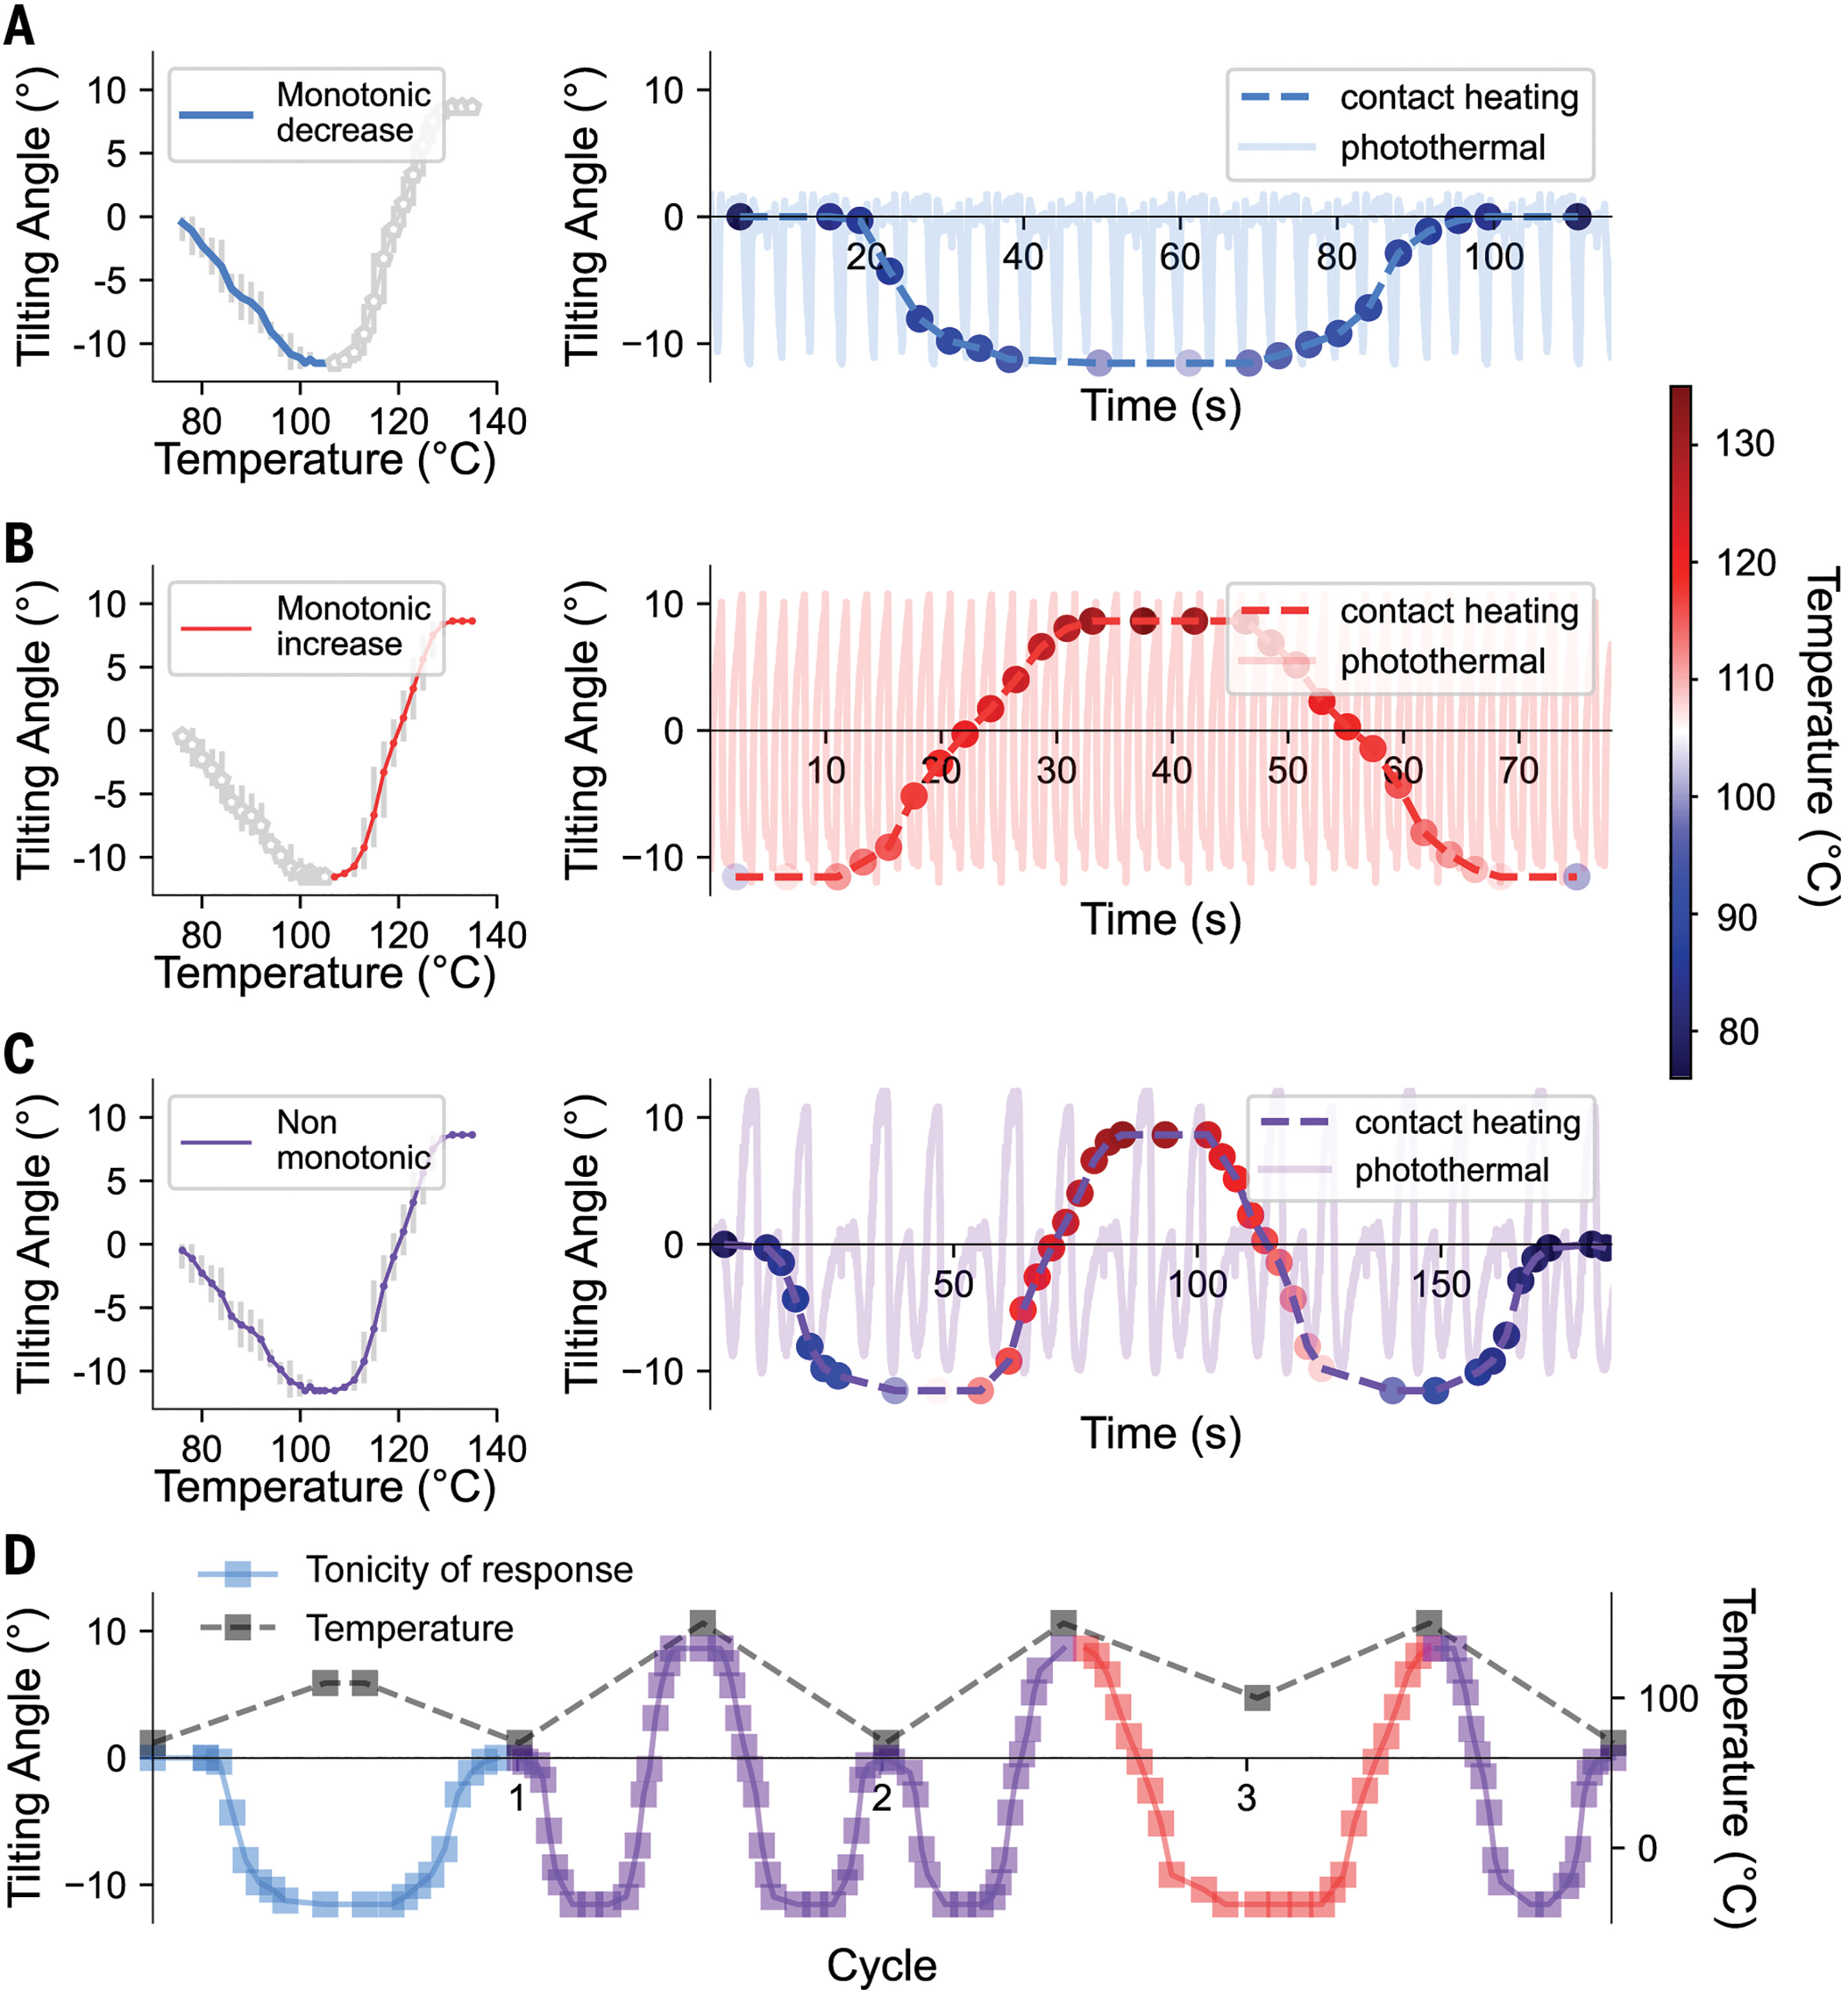 A
Tilting Angle (°)
10
5
0
-5
-10
Monotonic
decrease
80 100 120 140
Temperature (°C)
Tilting Angle (°)
10
0
−10
contact heating
photothermal
20 40 60 80 100
Time (s)
B
Tilting Angle (°)
10
5
0
-5
-10
Monotonic
increase
80 100 120 140
Temperature (°C)
Tilting Angle (°)
10
0
−10
contact heating
photothermal
10 20 30 40 50 60 70
Time (s)
130
120
110
100
90
80
Temperature (°C)
C
Tilting Angle (°)
10
5
0
-5
-10
Non
monotonic
80 100 120 140
Temperature (°C)
Tilting Angle (°)
10
0
−10
contact heating
photothermal
50 100 150
Time (s)
D
Tonicity of response
Temperature
Tilting Angle (°)
10
0
−10
1 2 3
Cycle
100
0
Temperature (°C)